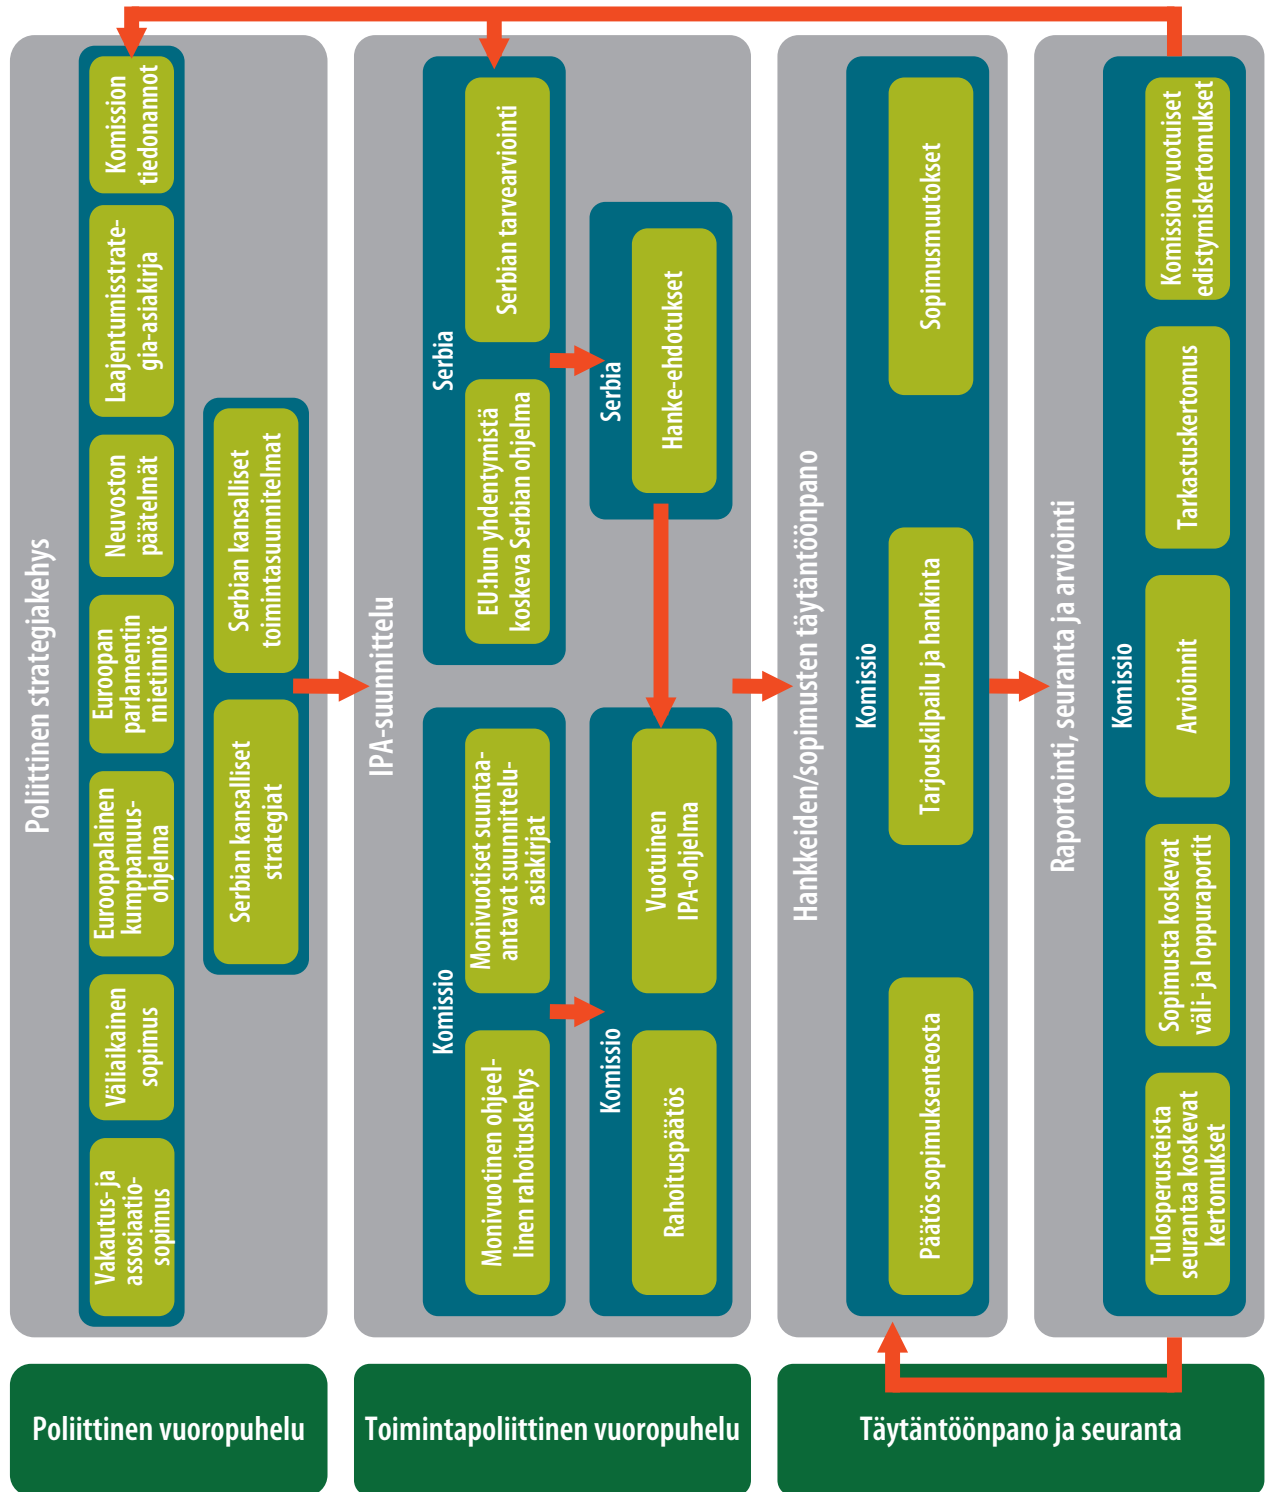 Poliittinen strategiakehys
Vakautus- ja
assosiaatio-
sopimus
Väliaikainen
sopimus
Eurooppalainen
kumppanuus-
ohjelma
Euroopan
parlamentin
mietinnöt
Neuvoston
päätelmät
Laajentumisstrate-
gia-asiakirja
Komission
tiedonannot
Serbian kansalliset
strategiat
Serbian kansalliset
toimintasuunnitelmat
IPA-suunnittelu
Komissio
Monivuotinen ohjeel-
linen rahoituskehys
Monivuotiset suuntaa-
antavat suunnittelu-
asiakirjat
Serbia
EU:hun yhdentymistä
koskeva Serbian ohjelma
Serbian tarvearviointi
Komissio
Rahoituspäätös
Vuotuinen
IPA-ohjelma
Serbia
Hanke-ehdotukset
Hankkeiden/sopimusten täytäntöönpano
Komissio
Päätös sopimuksenteosta
Tarjouskilpailu ja hankinta
Sopimusmuutokset
Raportointi, seuranta ja arviointi
Komissio
Tulosperusteista
seurantaa koskevat
kertomukset
Sopimusta koskevat
väli- ja loppuraportit
Arvioinnit
Tarkastuskertomus
Komission vuotuiset
edistymiskertomukset
Poliittinen vuoropuhelu
Toimintapoliittinen vuoropuhelu
Täytäntöönpano ja seuranta